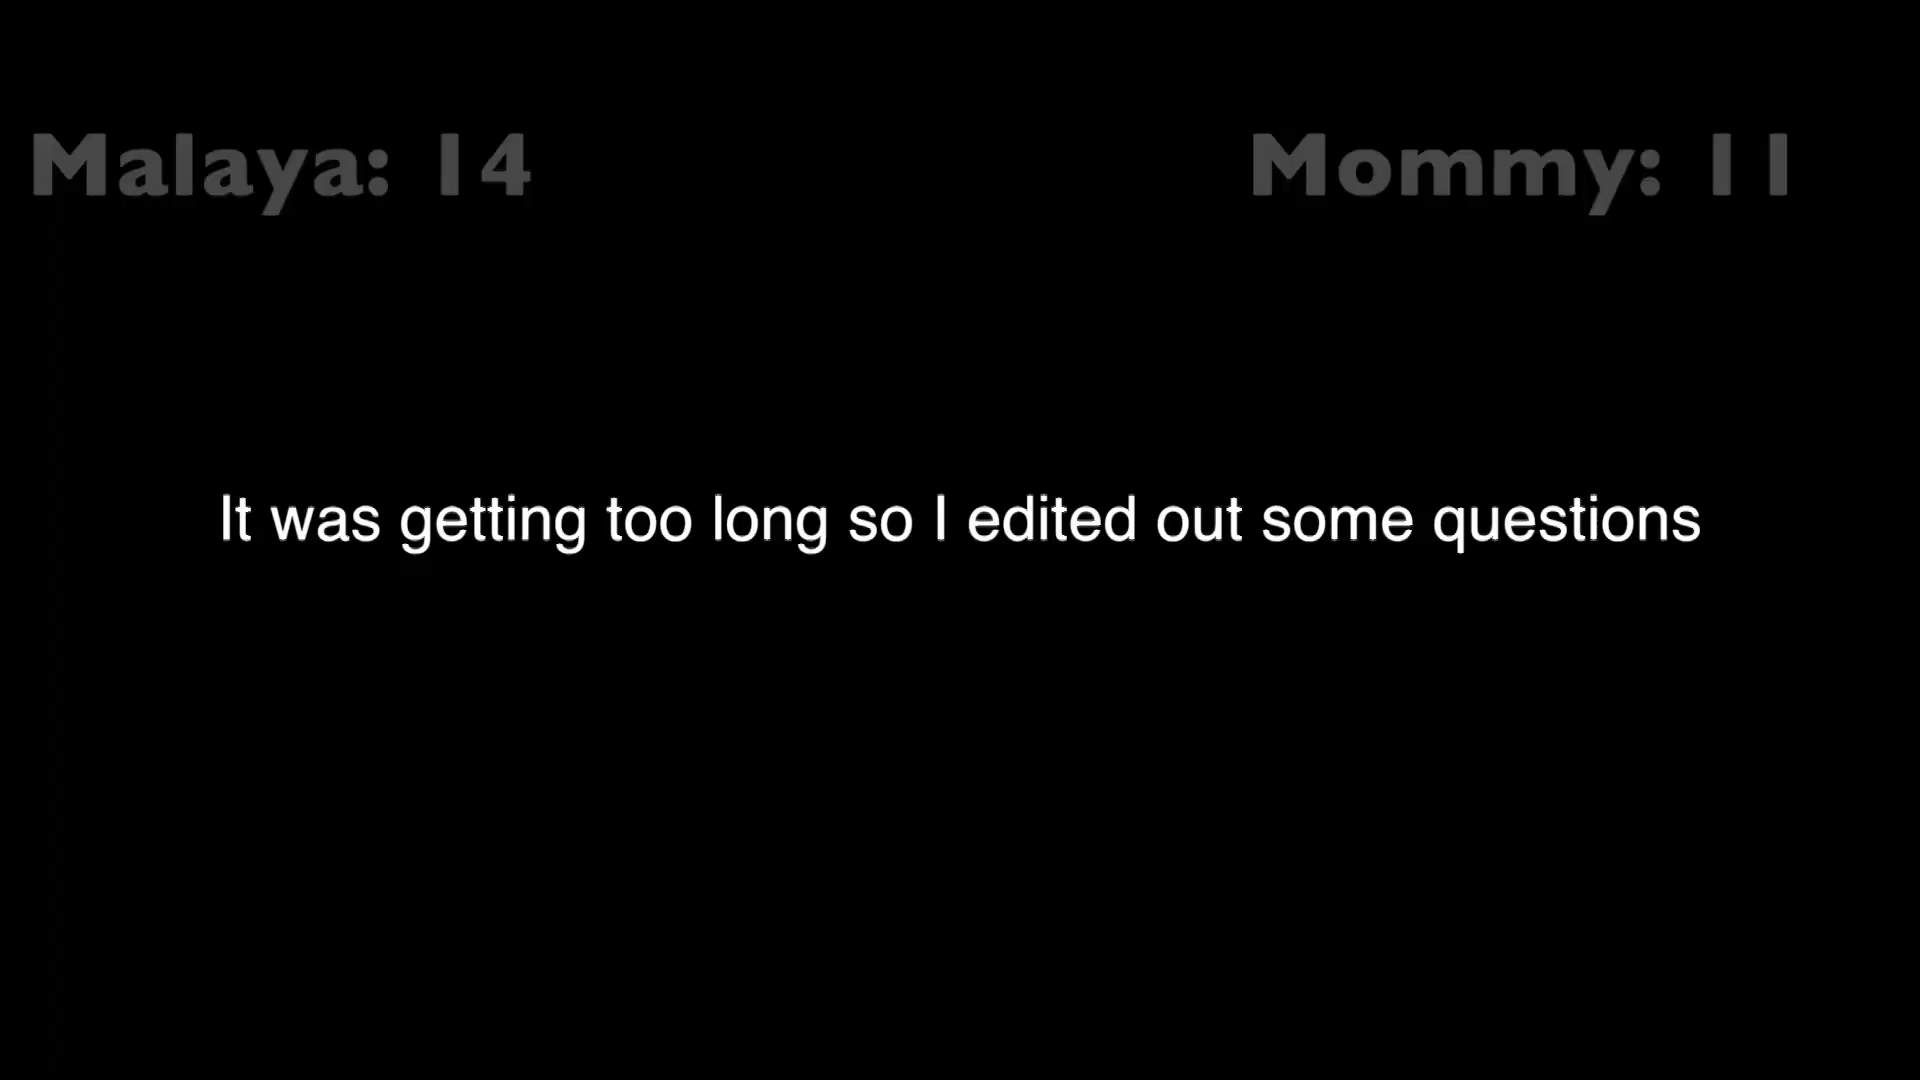 Malaya: 14
Mommy: 11
It was getting too long so I edited out some questions